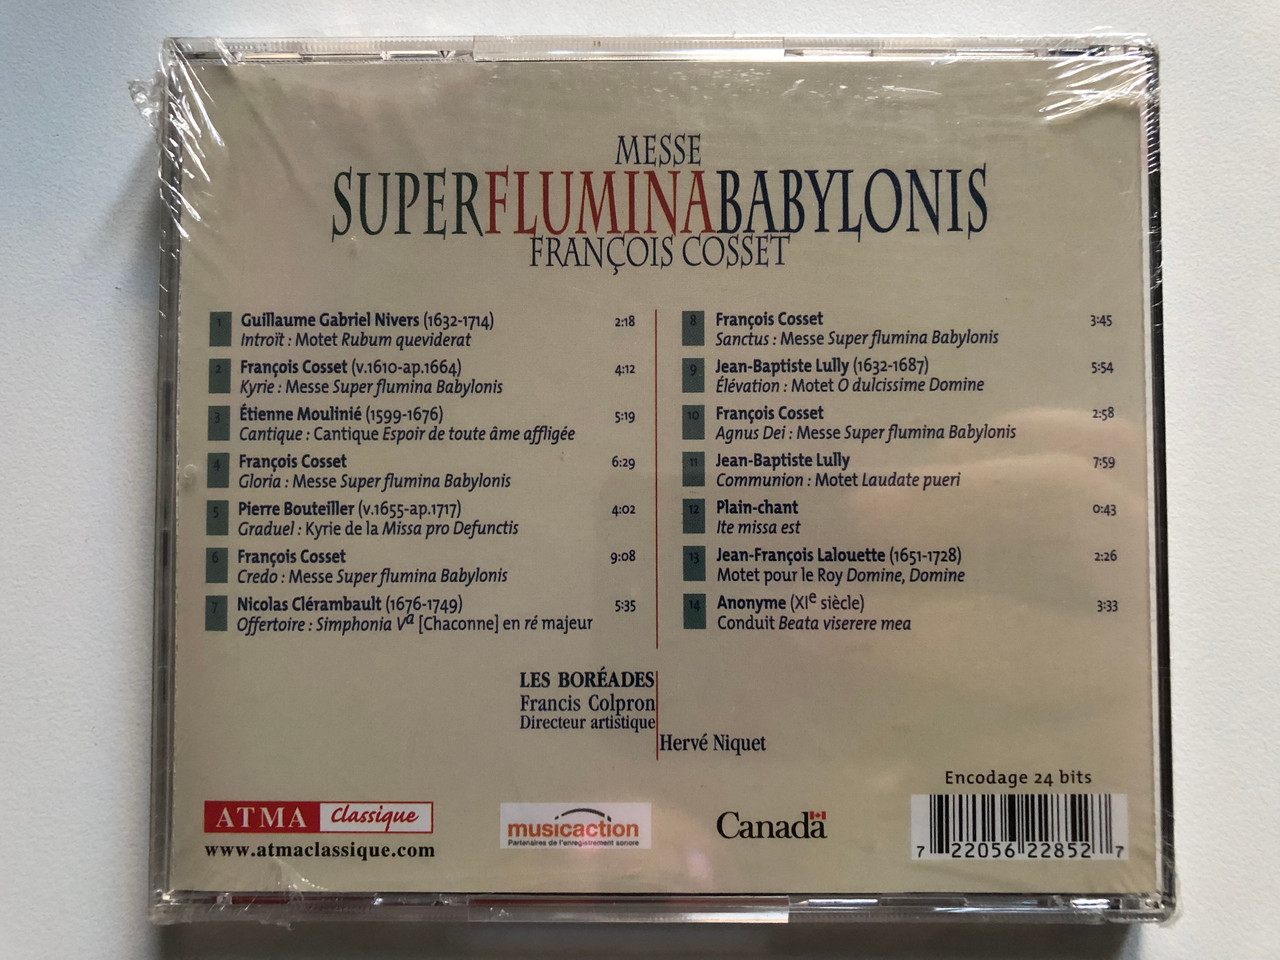 MESSE
SUPERFLUMINABABYLONIS
FRANÇOIS COSSET
1 Guillaume Gabriel Nivers (1632-1714) 2:18
Introït : Motet Rubum queviderat
2 François Cosset (v.1610-ap.1664) 4:12
Kyrie : Messe Super flumina Babylonis
3 Étienne Moulinié (1599-1676) 5:19
Cantique : Cantique Espoir de toute âme affligée
4 François Cosset 6:29
Gloria : Messe Super flumina Babylonis
5 Pierre Bouteiller (v.1655-ap.1717) 4:02
Graduel : Kyrie de la Missa pro Defunctis
6 François Cosset 9:08
Credo : Messe Super flumina Babylonis
7 Nicolas Clérambault (1676-1749) 5:35
Offertoire : Simphonia Va [Chaconne] en ré majeur
8 François Cosset 3:45
Sanctus : Messe Super flumina Babylonis
9 Jean-Baptiste Lully (1632-1687) 5:54
Élévation : Motet O dulcissime Domine
10 François Cosset 2:58
Agnus Dei : Messe Super flumina Babylonis
11 Jean-Baptiste Lully 7:59
Communion : Motet Laudate pueri
12 Plain-chant 0:43
Ite missa est
13 Jean-François Lalouette (1651-1728) 2:26
Motet pour le Roy Domine, Domine
14 Anonyme (XIe siècle) 3:33
Conduit Beata viserere mea
LES BORÉADES
Francis Colpron
Directeur artistique
Hervé Niquet
Encodage 24 bits
ATMA Classique
www.atmaclassique.com
musicaction
Partenaires de l'enregistrement sonore
Canada
7 22056 22852 7